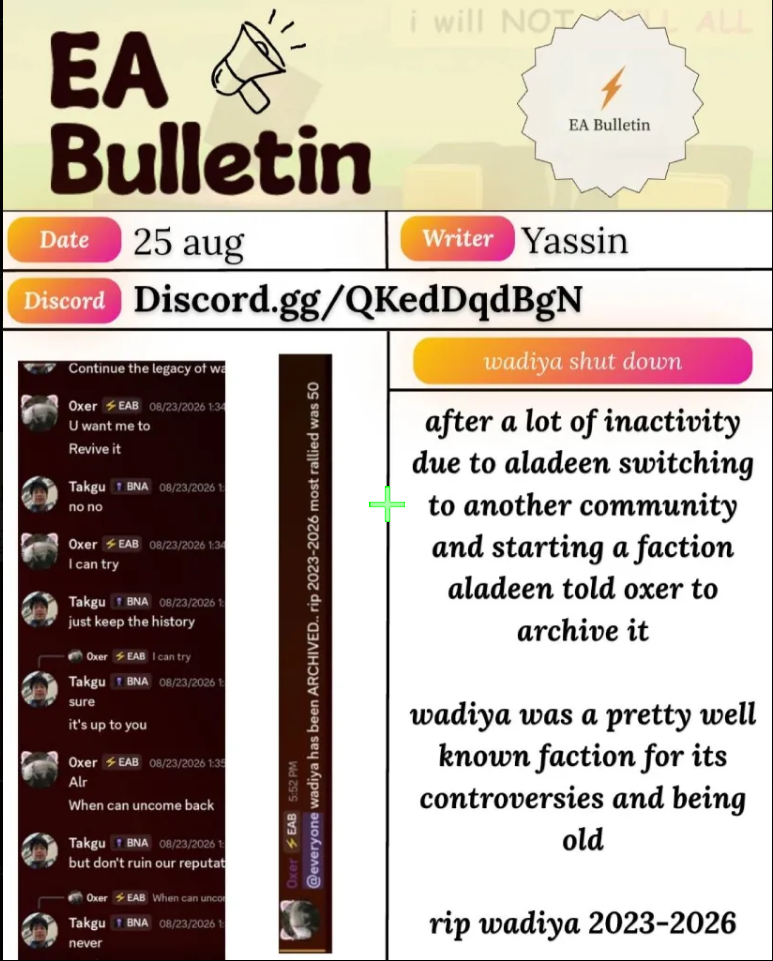 i will NOT KILL ALL
EA
Bulletin
EA Bulletin
Date
25 aug
Writer
Yassin
Discord
Discord.gg/QKedDqdBgN
Continue the legacy of wa
Oxer ⚡EAB 08/23/2026 1:34
U want me to
Revive it
Takgu BNA 08/23/2026 1:
no no
Oxer ⚡EAB 08/23/2026 1:34
I can try
Takgu BNA 08/23/2026 1:
just keep the history
Oxer ⚡EAB I can try
Takgu BNA 08/23/2026 1:
sure
it's up to you
Oxer ⚡EAB 08/23/2026 1:35
Alr
When can uncome back
Takgu BNA 08/23/2026 1:
but don't ruin our reputat
Oxer ⚡EAB When can uncor
Takgu BNA 08/23/2026 1:
never
Oxer ⚡EAB 5:52 PM
@everyone wadiya has been ARCHIVED.. rip 2023-2026 most rallied was 50
wadiya shut down
after a lot of inactivity
due to aladeen switching
to another community
and starting a faction
aladeen told oxer to
archive it
wadiya was a pretty well
known faction for its
controversies and being
old
rip wadiya 2023-2026